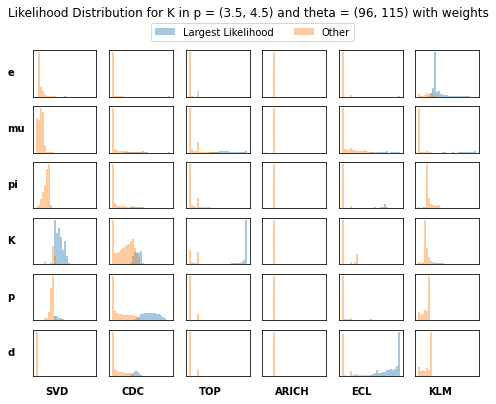 Likelihood Distribution for K in p = (3.5, 4.5) and theta = (96, 115) with weights
Largest Likelihood Other
e
mu
pi
K
p
d
SVD CDC TOP ARICH ECL KLM